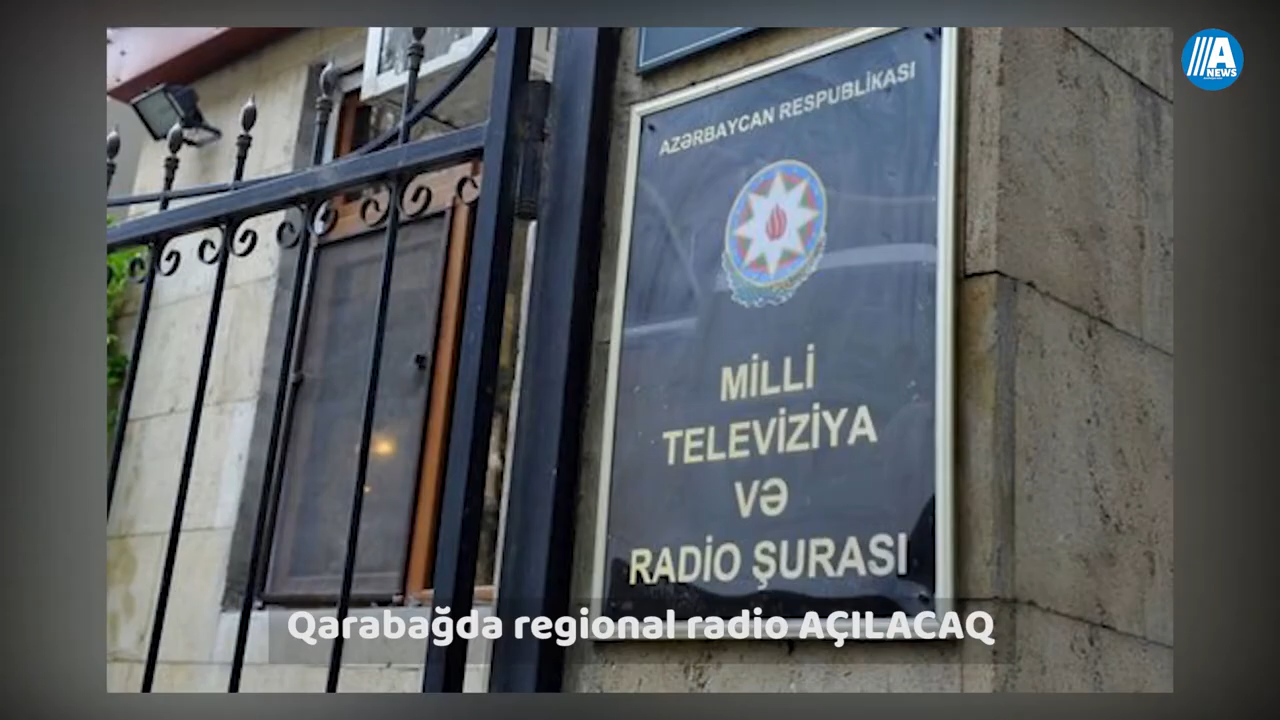 A
NEWS
AZƏRBAYCAN RESPUBLİKASI
MİLLİ
TELEVİZİYA
VƏ
RADİO ŞURASI
Qarabağda regional radio AÇILACAQ